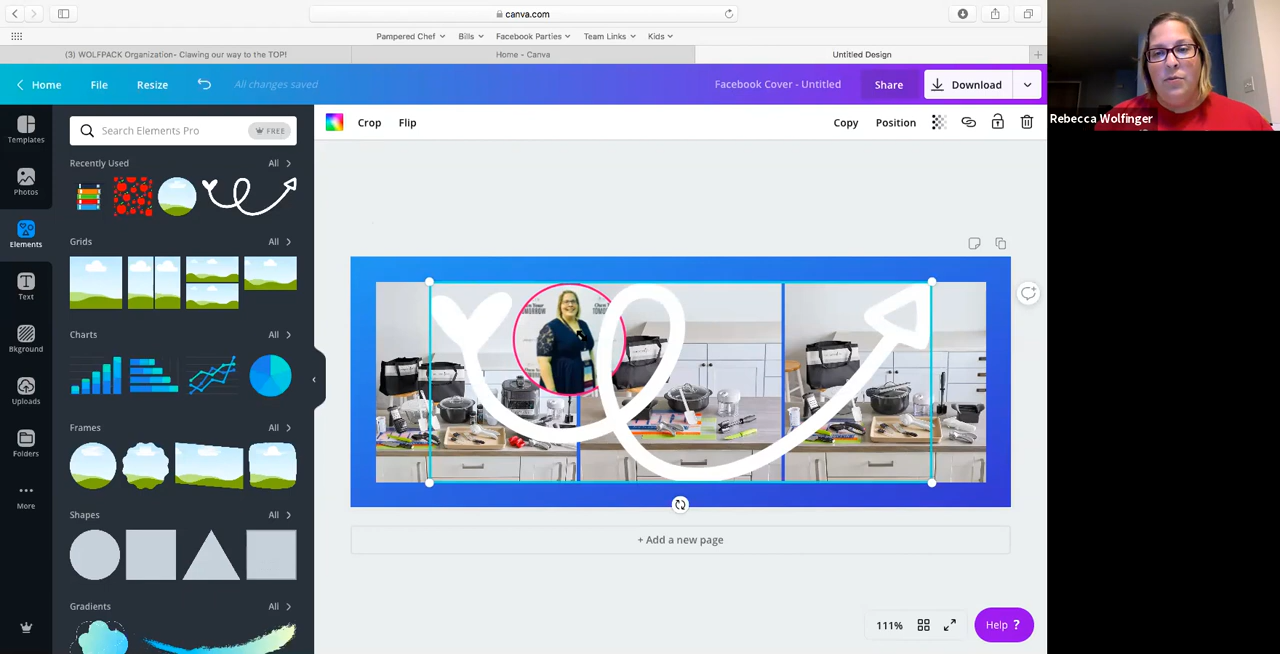 canva.com
Pampered Chef Bills Facebook Parties Team Links Kids
(3) WOLFPACK Organization- Clawing our way to the TOP! Home - Canva Untitled Design
Home File Resize All changes saved Facebook Cover - Untitled Share Download
Rebecca Wolfinger
Templates
Photos
Elements
Text
Bkground
Uploads
Folders
More
Search Elements Pro FREE
Recently Used All
Grids All
Charts All
Frames All
Shapes All
Gradients All
Crop Flip Copy Position
+ Add a new page
111% Help ?